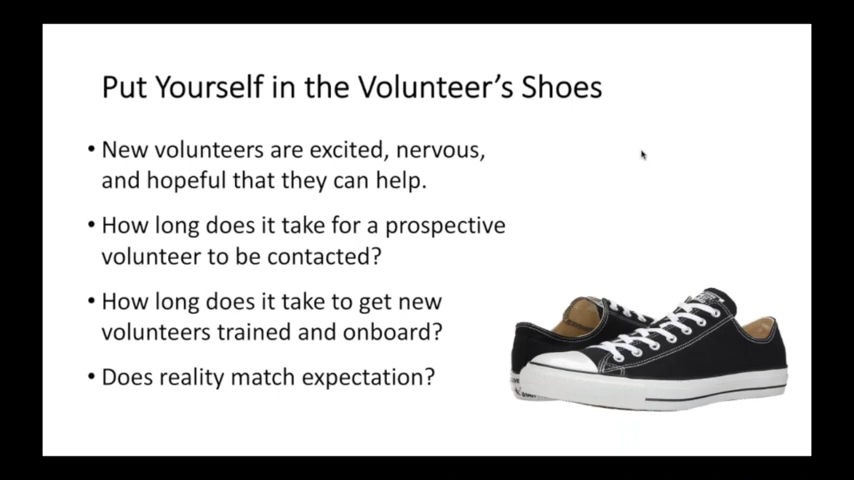 Put Yourself in the Volunteer's Shoes
• New volunteers are excited, nervous,
and hopeful that they can help.
• How long does it take for a prospective
volunteer to be contacted?
• How long does it take to get new
volunteers trained and onboard?
• Does reality match expectation?